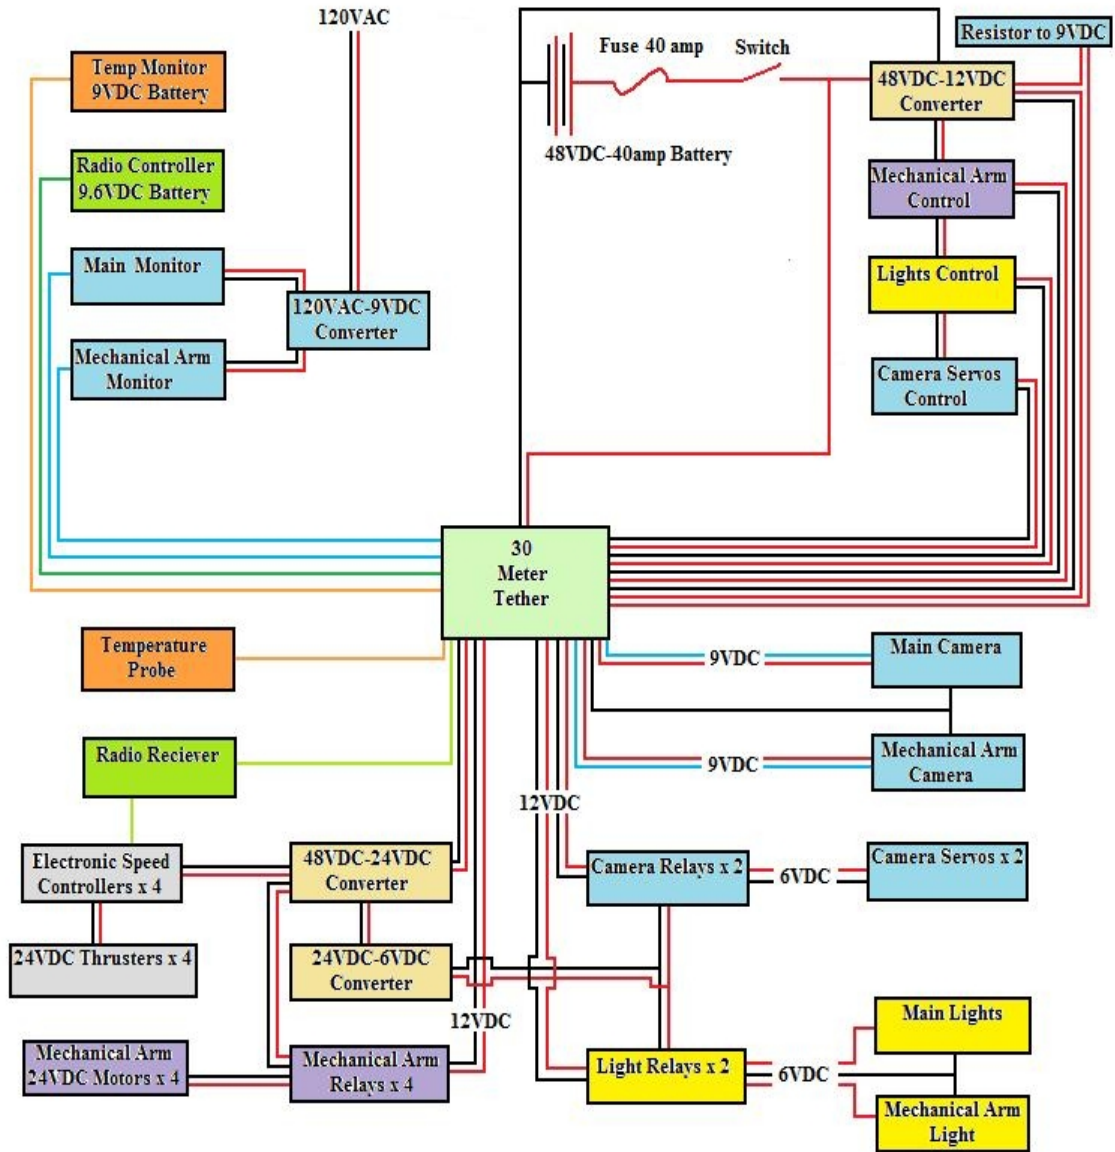 120VAC
Temp Monitor
9VDC Battery
Radio Controller
9.6VDC Battery
Main Monitor
120VAC-9VDC
Converter
Mechanical Arm
Monitor
Fuse 40 amp
Switch
48VDC-40amp Battery
Resistor to 9VDC
48VDC-12VDC
Converter
Mechanical Arm
Control
Lights Control
Camera Servos
Control
30
Meter
Tether
Temperature
Probe
Radio Reciever
Electronic Speed
Controllers x 4
24VDC Thrusters x 4
Mechanical Arm
24VDC Motors x 4
48VDC-24VDC
Converter
24VDC-6VDC
Converter
12VDC
Mechanical Arm
Relays x 4
9VDC
Main Camera
9VDC
Mechanical Arm
Camera
12VDC
Camera Relays x 2
6VDC
Camera Servos x 2
Light Relays x 2
6VDC
Main Lights
Mechanical Arm
Light